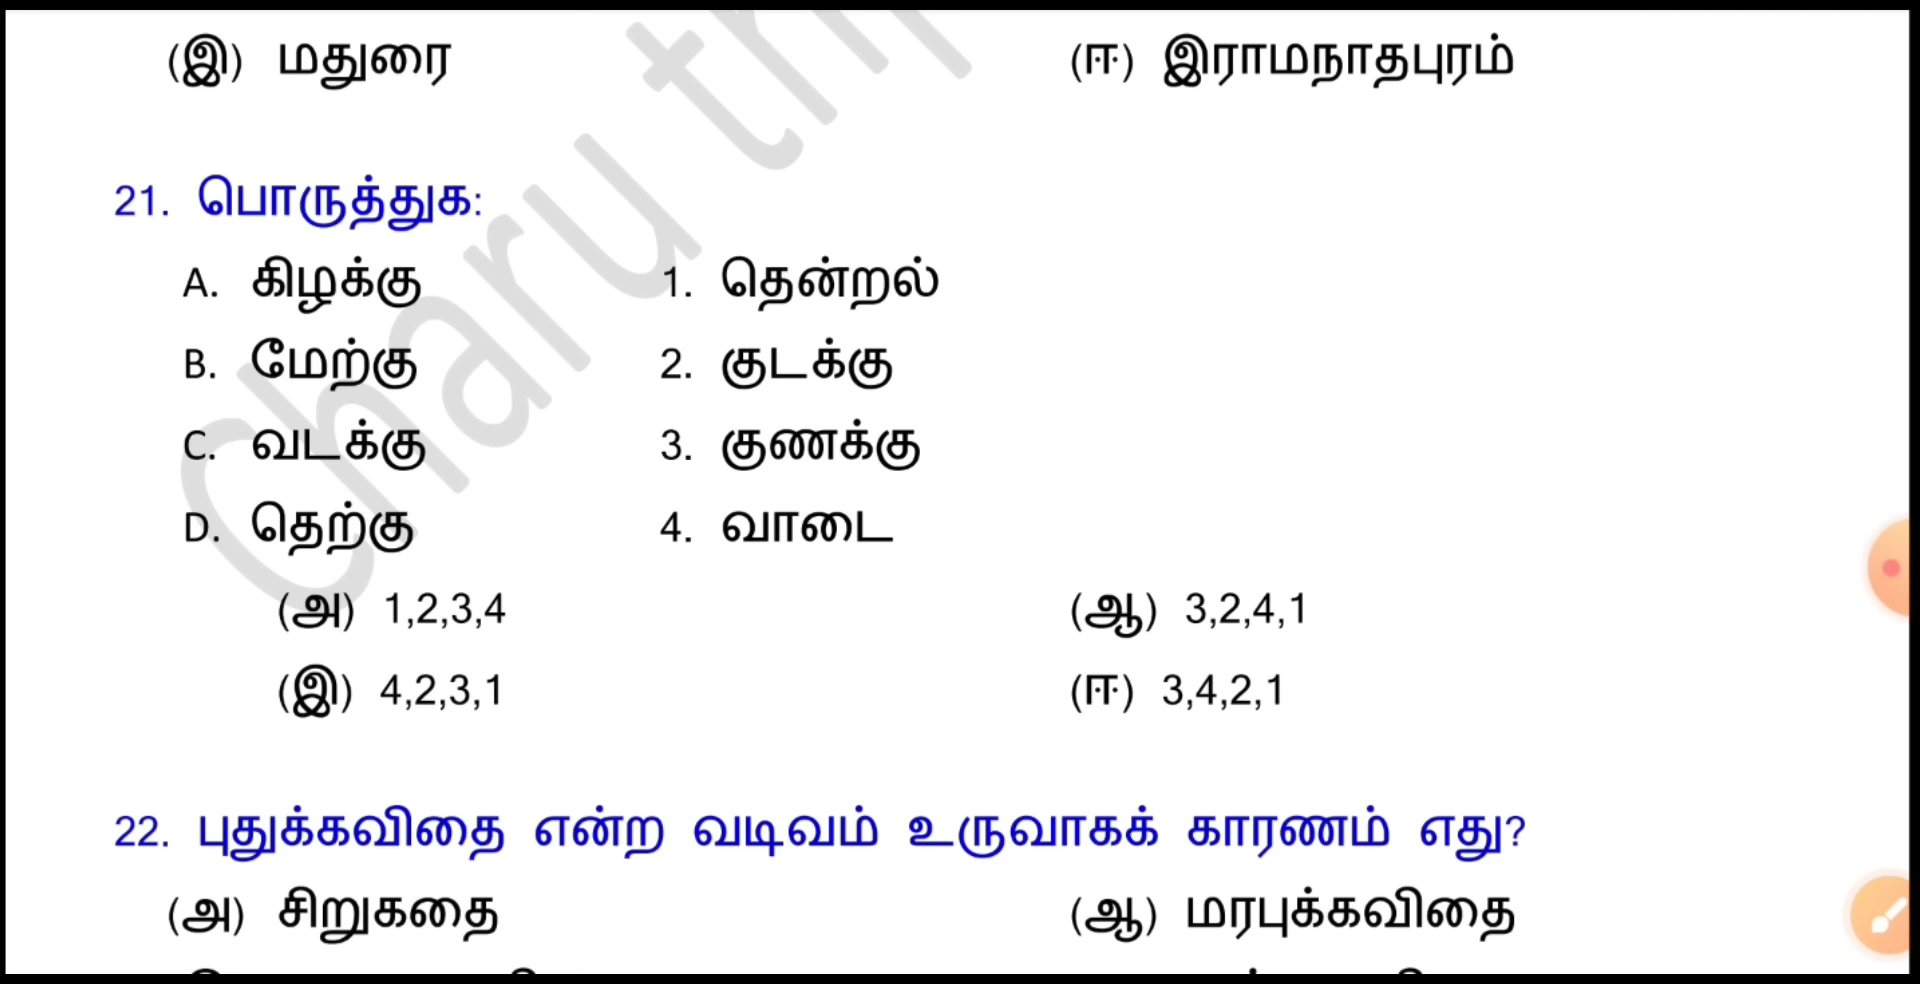 (இ) மதுரை (ஈ) இராமநாதபுரம்
21. பொருத்துக:
A. கிழக்கு 1. தென்றல்
B. மேற்கு 2. குடக்கு
C. வடக்கு 3. குணக்கு
D. தெற்கு 4. வாடை
(அ) 1,2,3,4 (ஆ) 3,2,4,1
(இ) 4,2,3,1 (ஈ) 3,4,2,1
22. புதுக்கவிதை என்ற வடிவம் உருவாகக் காரணம் எது?
(அ) சிறுகதை (ஆ) மரபுக்கவிதை
Charu